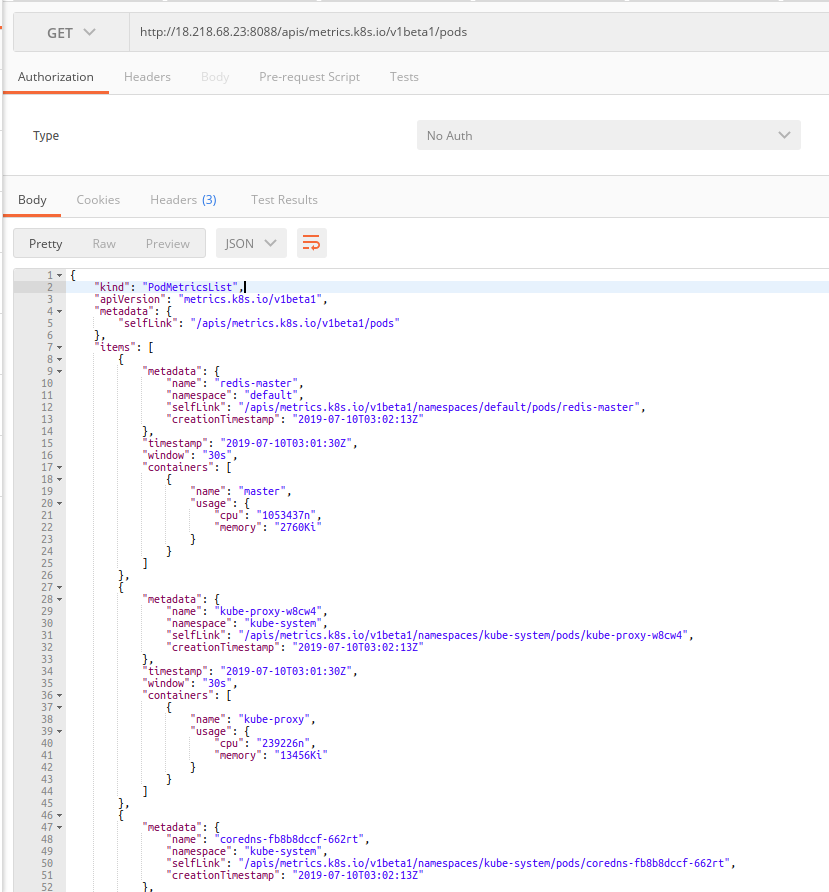 GET http://18.218.68.23:8088/apis/metrics.k8s.io/v1beta1/pods
Authorization Headers Body Pre-request Script Tests
Type No Auth
Body Cookies Headers (3) Test Results
Pretty Raw Preview JSON
1 {
2 "kind": "PodMetricsList",
3 "apiVersion": "metrics.k8s.io/v1beta1",
4 "metadata": {
5 "selfLink": "/apis/metrics.k8s.io/v1beta1/pods"
6 },
7 "items": [
8 {
9 "metadata": {
10 "name": "redis-master",
11 "namespace": "default",
12 "selfLink": "/apis/metrics.k8s.io/v1beta1/namespaces/default/pods/redis-master",
13 "creationTimestamp": "2019-07-10T03:02:13Z"
14 },
15 "timestamp": "2019-07-10T03:01:30Z",
16 "window": "30s",
17 "containers": [
18 {
19 "name": "master",
20 "usage": {
21 "cpu": "1053437n",
22 "memory": "2760Ki"
23 }
24 }
25 ]
26 },
27 {
28 "metadata": {
29 "name": "kube-proxy-w8cw4",
30 "namespace": "kube-system",
31 "selfLink": "/apis/metrics.k8s.io/v1beta1/namespaces/kube-system/pods/kube-proxy-w8cw4",
32 "creationTimestamp": "2019-07-10T03:02:13Z"
33 },
34 "timestamp": "2019-07-10T03:01:30Z",
35 "window": "30s",
36 "containers": [
37 {
38 "name": "kube-proxy",
39 "usage": {
40 "cpu": "239226n",
41 "memory": "13456Ki"
42 }
43 }
44 ]
45 },
46 {
47 "metadata": {
48 "name": "coredns-fb8b8dccf-662rt",
49 "namespace": "kube-system",
50 "selfLink": "/apis/metrics.k8s.io/v1beta1/namespaces/kube-system/pods/coredns-fb8b8dccf-662rt",
51 "creationTimestamp": "2019-07-10T03:02:13Z"
52 },